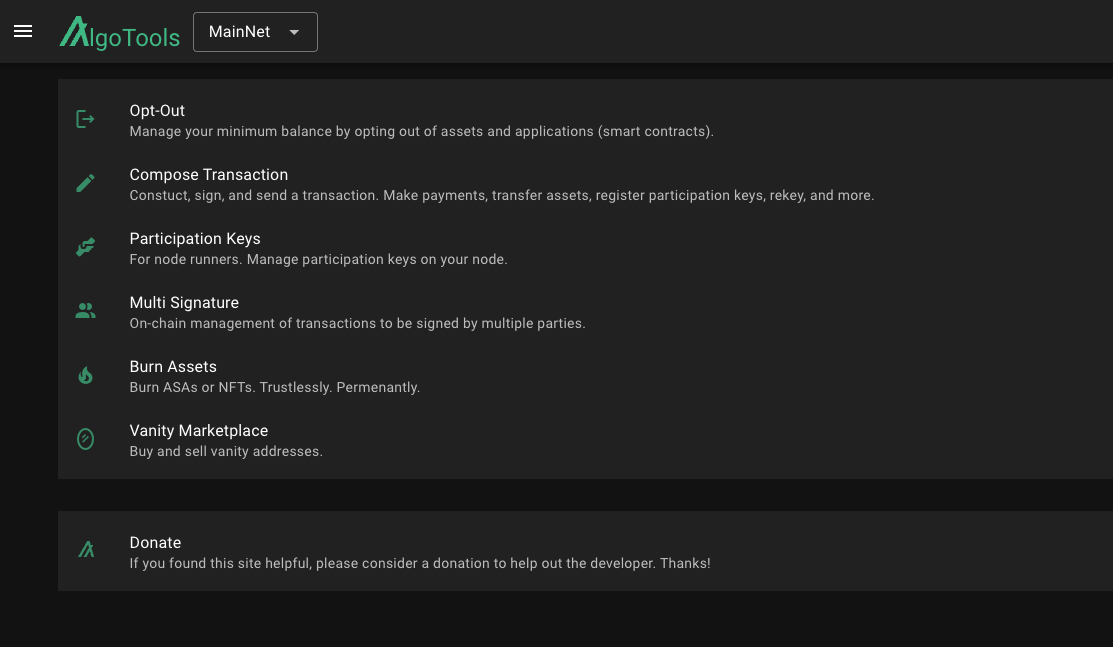 AlgoTools
MainNet
Opt-Out
Manage your minimum balance by opting out of assets and applications (smart contracts).
Compose Transaction
Constuct, sign, and send a transaction. Make payments, transfer assets, register participation keys, rekey, and more.
Participation Keys
For node runners. Manage participation keys on your node.
Multi Signature
On-chain management of transactions to be signed by multiple parties.
Burn Assets
Burn ASAs or NFTs. Trustlessly. Permenantly.
Vanity Marketplace
Buy and sell vanity addresses.
Donate
If you found this site helpful, please consider a donation to help out the developer. Thanks!